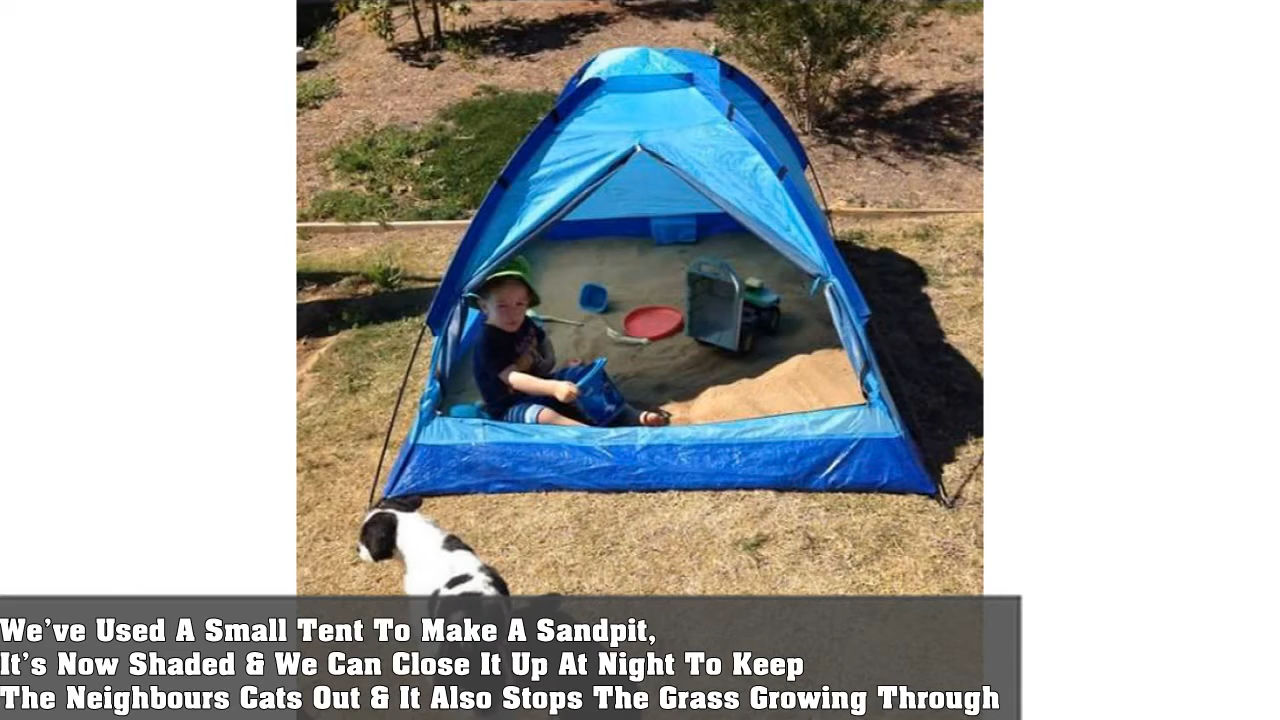 We've Used A Small Tent To Make A Sandpit,
It's Now Shaded & We Can Close It Up At Night To Keep
The Neighbours Cats Out & It Also Stops The Grass Growing Through